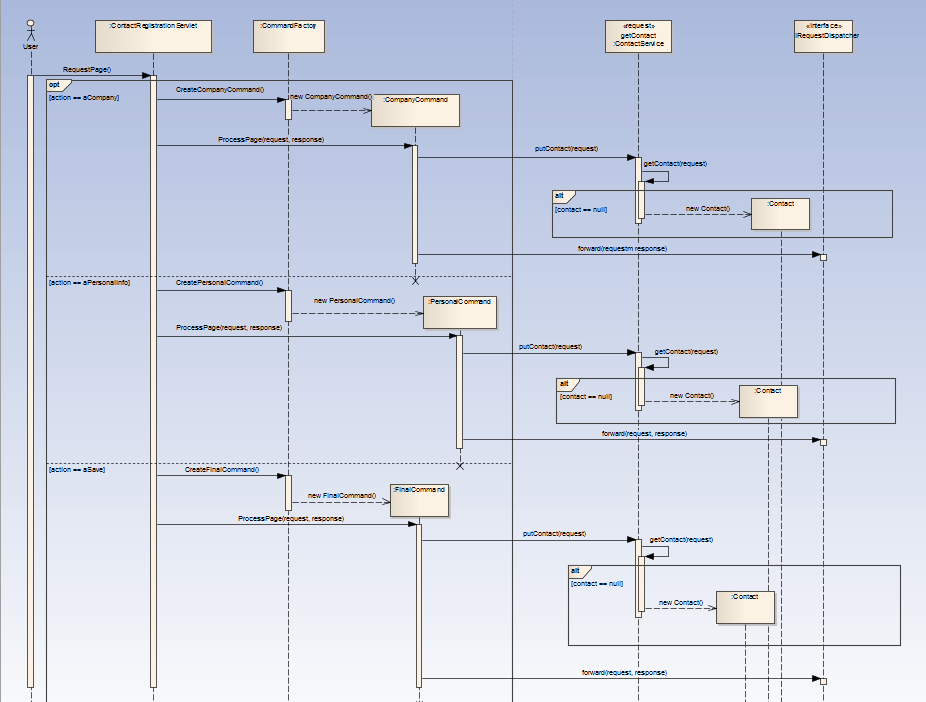 User
:ContactRegistrationServlet
:CommandFactory
«request»
getContact
:ContactService
«interface»
IRequestDispatcher
RequestPage()
opt
[action == aCompany]
CreateCompanyCommand()
new CompanyCommand()
:CompanyCommand
ProcessPage(request, response)
putContact(request)
getContact(request)
alt
[contact == null]
new Contact()
:Contact
forward(requestm response)
[action == aPersonalInfo]
CreatePersonalCommand()
new PersonalCommand()
:PersonalCommand
ProcessPage(request, response)
putContact(request)
getContact(request)
alt
[contact == null]
new Contact()
:Contact
forward(request, response)
[action == aSave]
CreateFinalCommand()
new FinalCommand()
:FinalCommand
ProcessPage(request, response)
putContact(request)
getContact(request)
alt
[contact == null]
new Contact()
:Contact
forward(request, response)